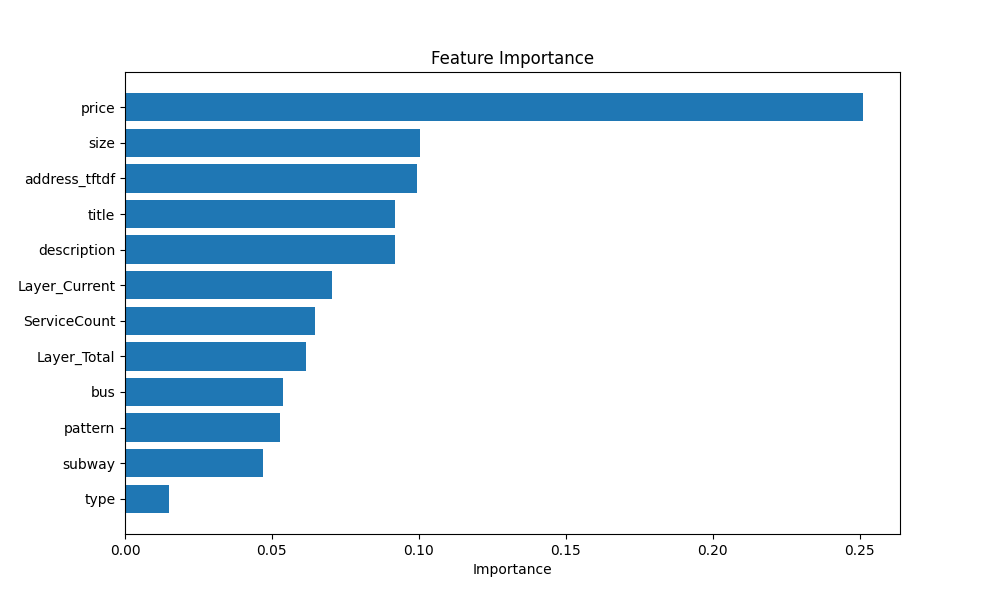 Feature Importance
price
size
address_tftdf
title
description
Layer_Current
ServiceCount
Layer_Total
bus
pattern
subway
type
0.00 0.05 0.10 0.15 0.20 0.25
Importance